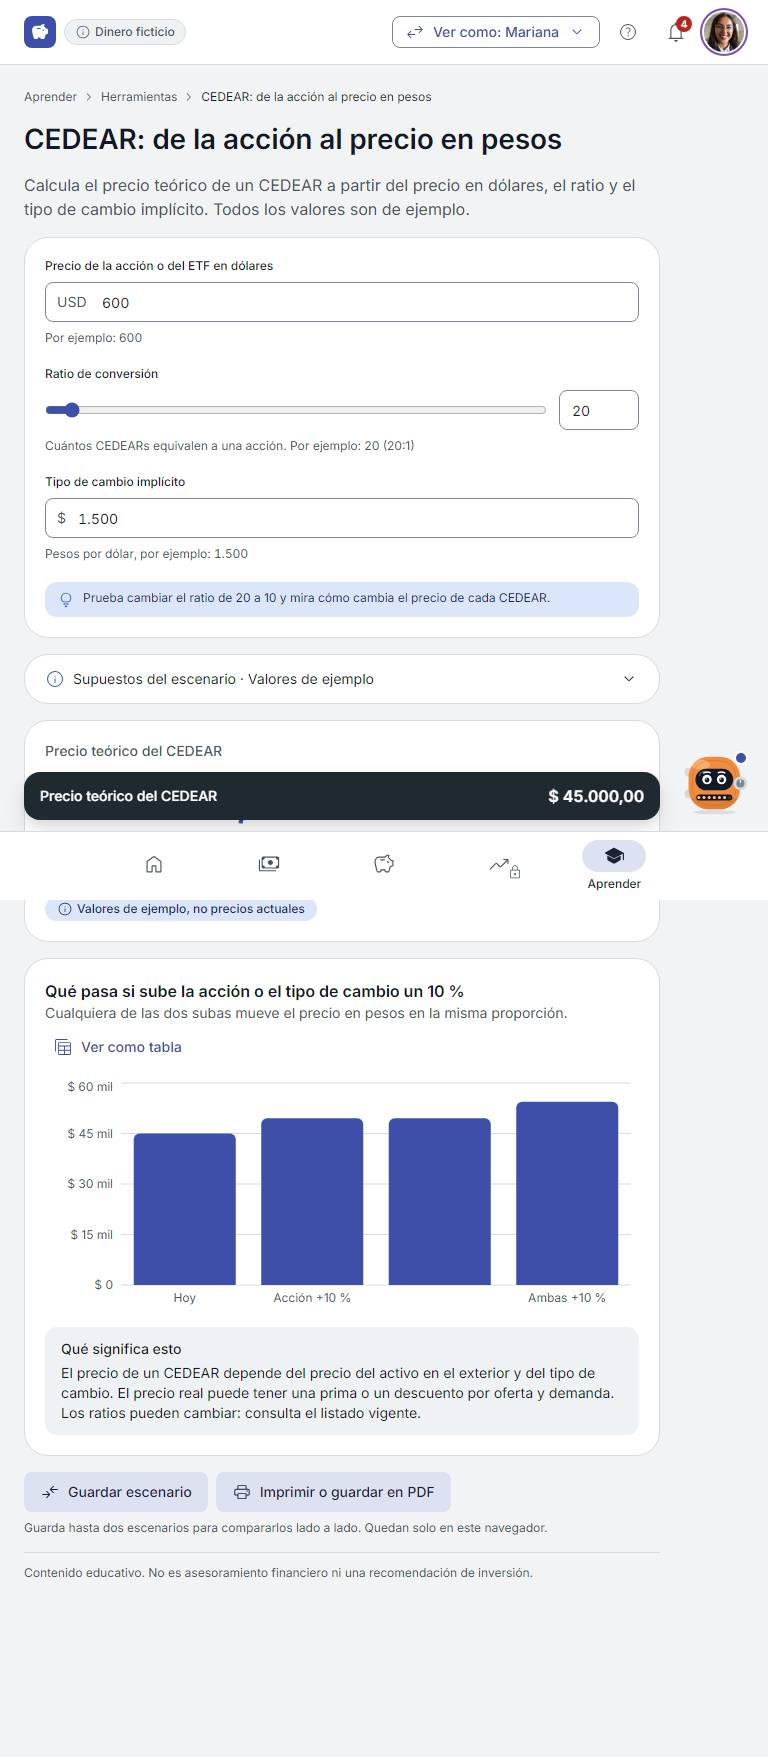 Dinero ficticio
Ver como: Mariana
4
Aprender > Herramientas > CEDEAR: de la acción al precio en pesos
CEDEAR: de la acción al precio en pesos
Calcula el precio teórico de un CEDEAR a partir del precio en dólares, el ratio y el
tipo de cambio implícito. Todos los valores son de ejemplo.
Precio de la acción o del ETF en dólares
USD 600
Por ejemplo: 600
Ratio de conversión
20
Cuántos CEDEARs equivalen a una acción. Por ejemplo: 20 (20:1)
Tipo de cambio implícito
$ 1.500
Pesos por dólar, por ejemplo: 1.500
Prueba cambiar el ratio de 20 a 10 y mira cómo cambia el precio de cada CEDEAR.
Supuestos del escenario · Valores de ejemplo
Precio teórico del CEDEAR
Precio teórico del CEDEAR $ 45.000,00
Aprender
Valores de ejemplo, no precios actuales
Qué pasa si sube la acción o el tipo de cambio un 10 %
Cualquiera de las dos subas mueve el precio en pesos en la misma proporción.
Ver como tabla
$ 60 mil
$ 45 mil
$ 30 mil
$ 15 mil
$ 0
Hoy Acción +10 % Ambas +10 %
Qué significa esto
El precio de un CEDEAR depende del precio del activo en el exterior y del tipo de
cambio. El precio real puede tener una prima o un descuento por oferta y demanda.
Los ratios pueden cambiar: consulta el listado vigente.
Guardar escenario Imprimir o guardar en PDF
Guarda hasta dos escenarios para compararlos lado a lado. Quedan solo en este navegador.
Contenido educativo. No es asesoramiento financiero ni una recomendación de inversión.